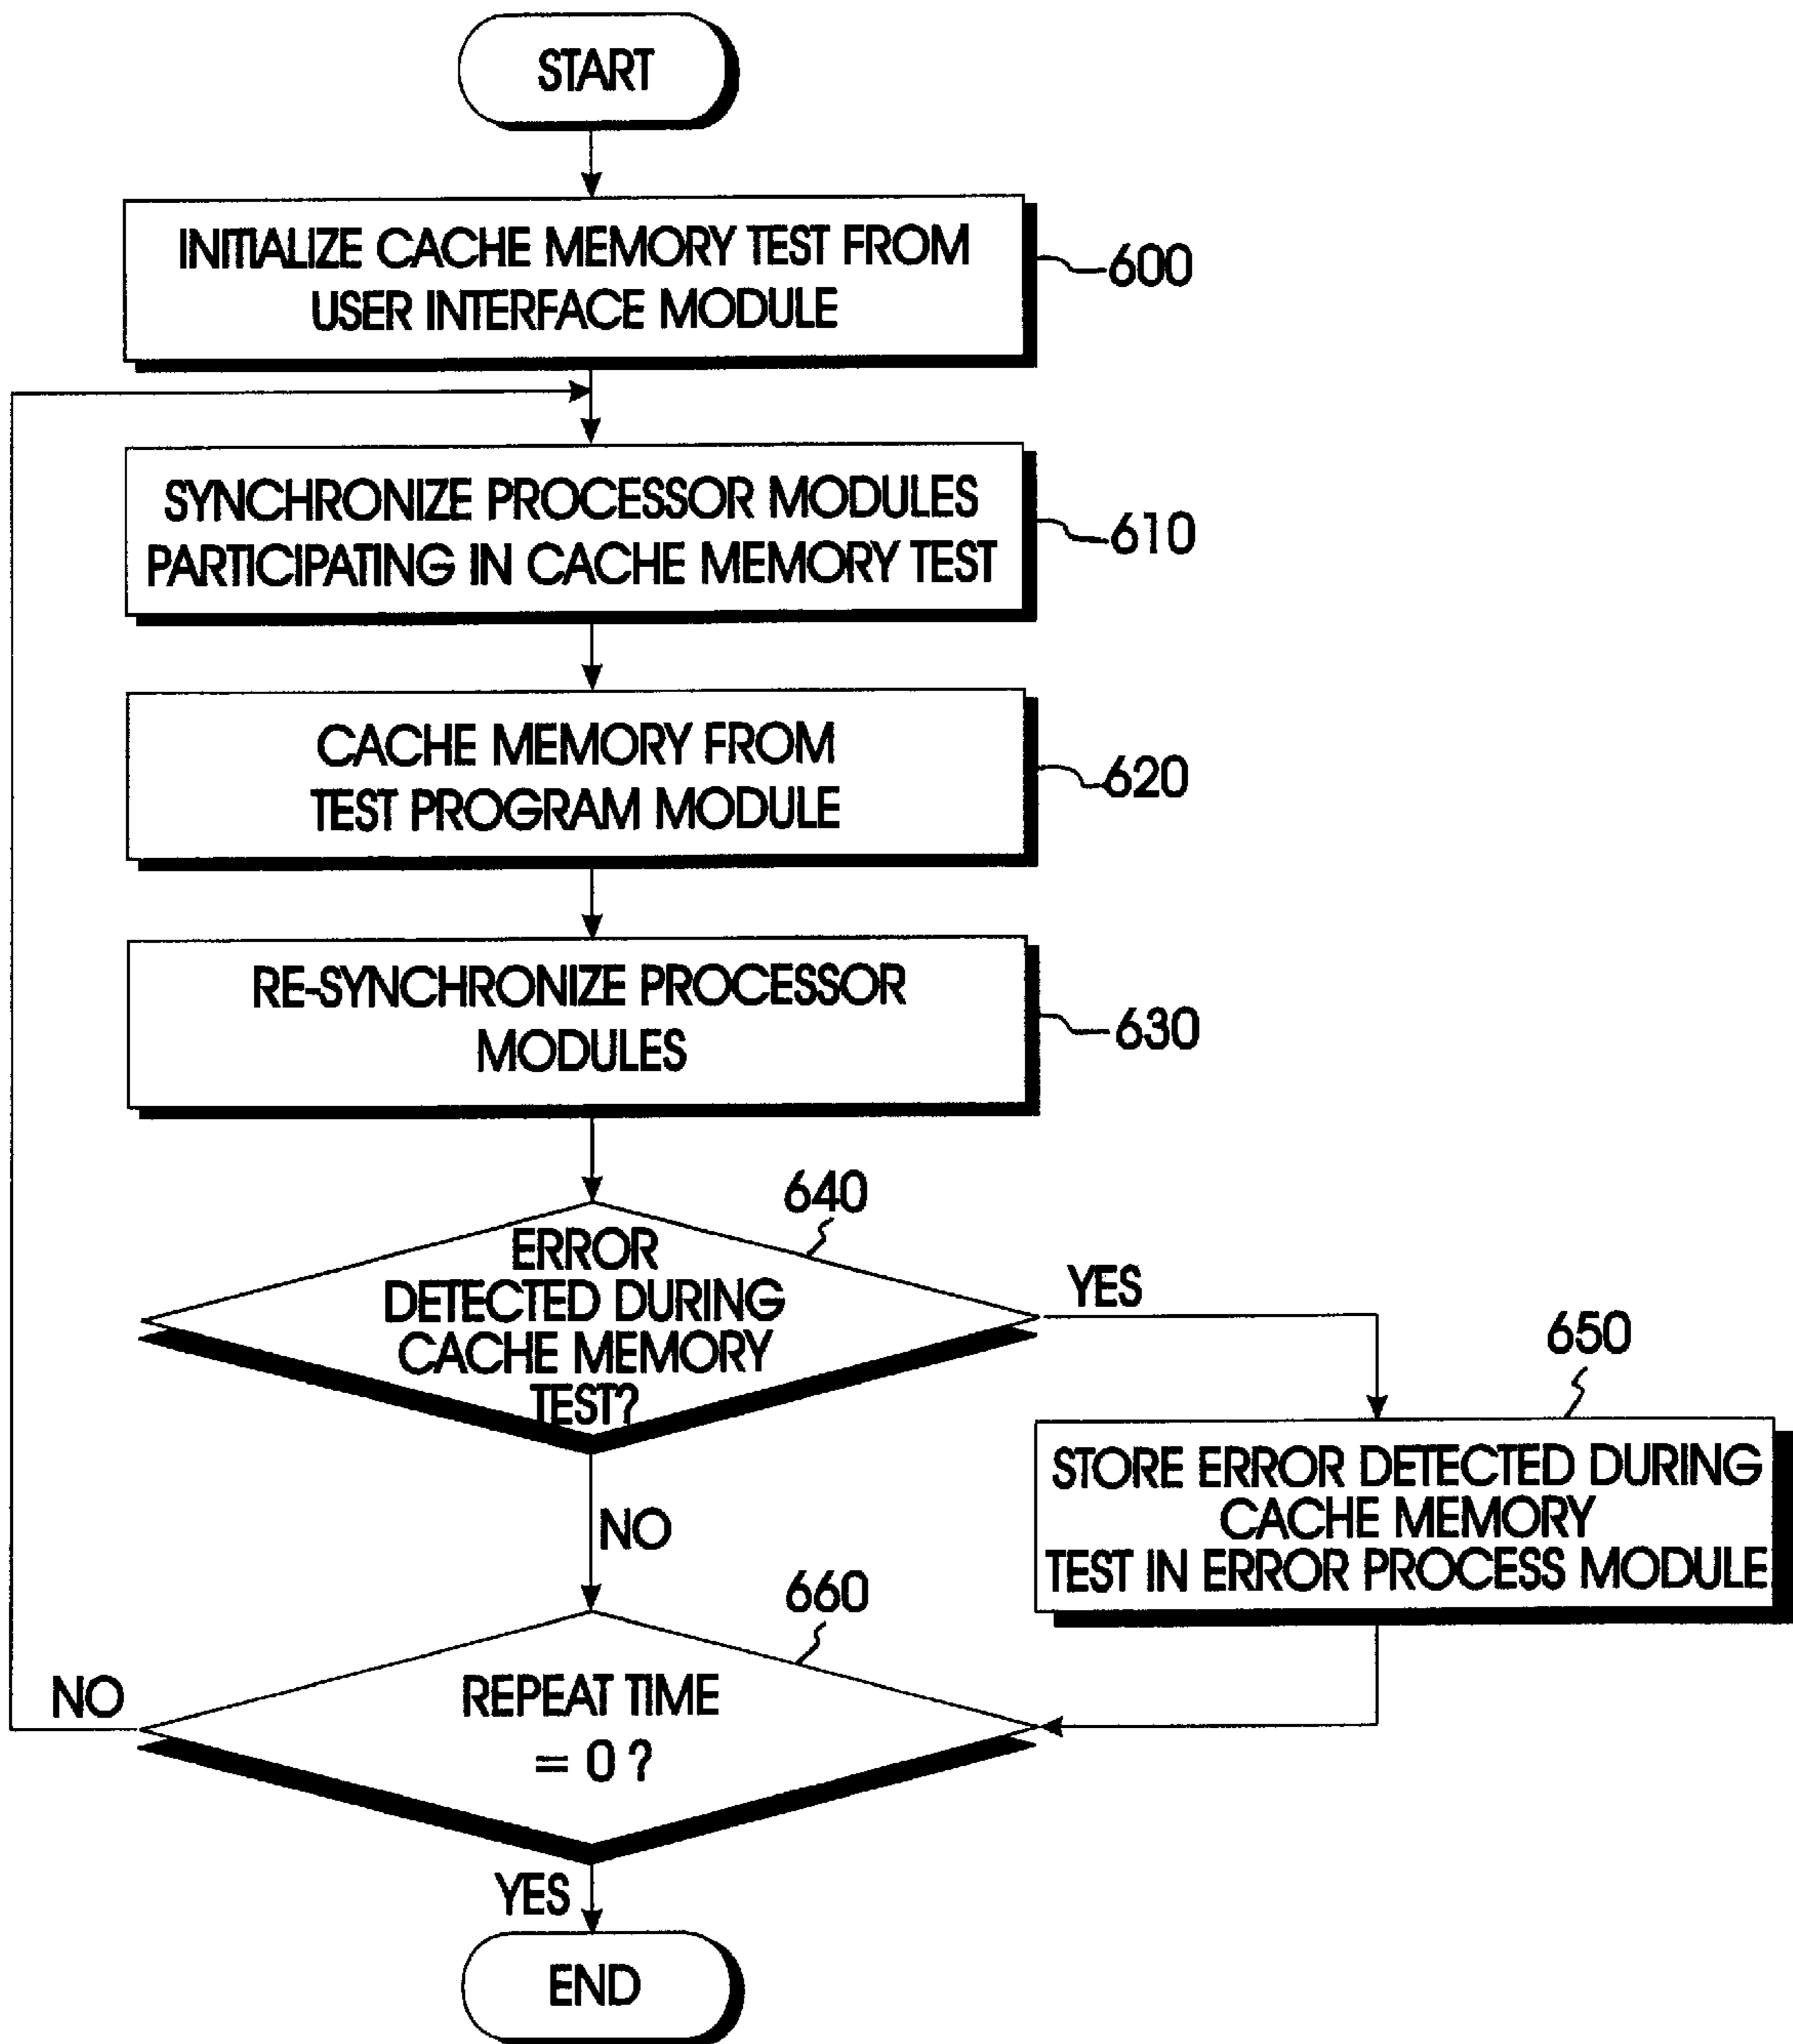 START
INITIALIZE CACHE MEMORY TEST FROM
USER INTERFACE MODULE
600
SYNCHRONIZE PROCESSOR MODULES
PARTICIPATING IN CACHE MEMORY TEST
610
CACHE MEMORY FROM
TEST PROGRAM MODULE
620
RE-SYNCHRONIZE PROCESSOR
MODULES
630
640
ERROR
DETECTED DURING
CACHE MEMORY
TEST?
YES
650
STORE ERROR DETECTED DURING
CACHE MEMORY
TEST IN ERROR PROCESS MODULE
NO
660
REPEAT TIME
= 0 ?
NO
YES
END